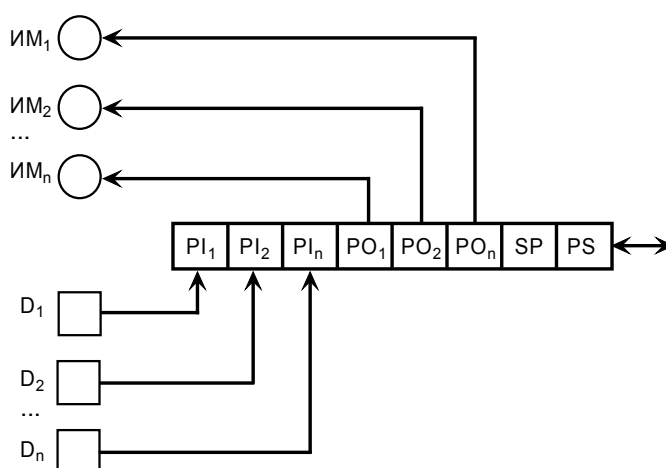 ИМ₁
ИМ₂
...
ИМₙ
PI₁ PI₂ PIₙ PO₁ PO₂ POₙ SP PS
D₁
D₂
...
Dₙ